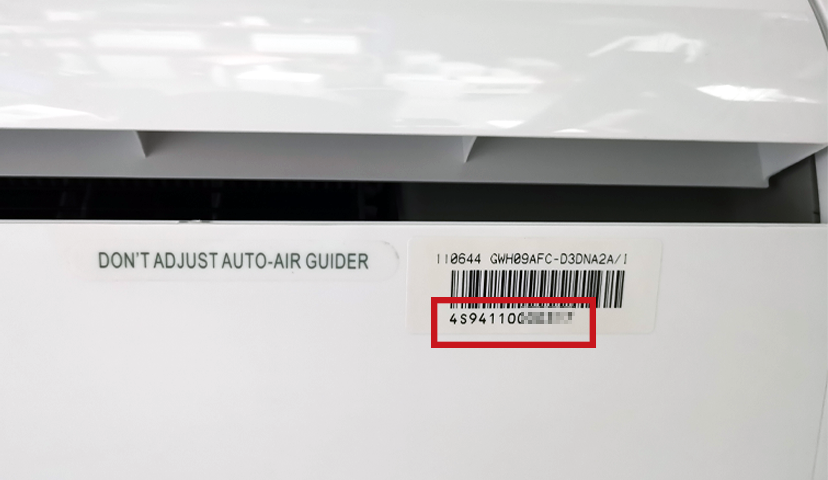 DON'T ADJUST AUTO-AIR GUIDER
110644 GWH09AFC-D3DNA2A/I
4S94110